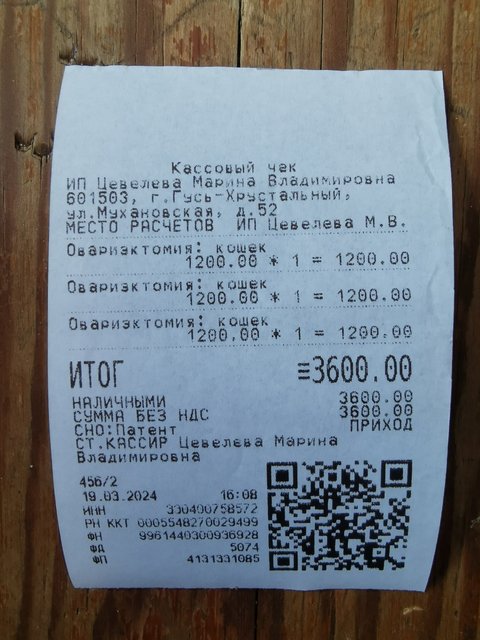 Кассовый чек
ИП Цевелева Марина Владимировна
601503, г.Гусь-Хрустальный,
ул.Мухановская, д.52
МЕСТО РАСЧЕТОВ ИП Цевелева М.В.
Овариэктомия: кошек
1200.00 * 1 = 1200.00
Овариэктомия: кошек
1200.00 * 1 = 1200.00
Овариэктомия: кошек
1200.00 * 1 = 1200.00
ИТОГ ≡3600.00
НАЛИЧНЫМИ 3600.00
СУММА БЕЗ НДС 3600.00
СНО:Патент ПРИХОД
СТ.КАССИР Цевелева Марина
Владимировна
456/2
19.03.2024 16:08
ИНН 330400758572
РН ККТ 0005548270029499
ФН 9961440300936928
ФД 5074
ФП 4131331085